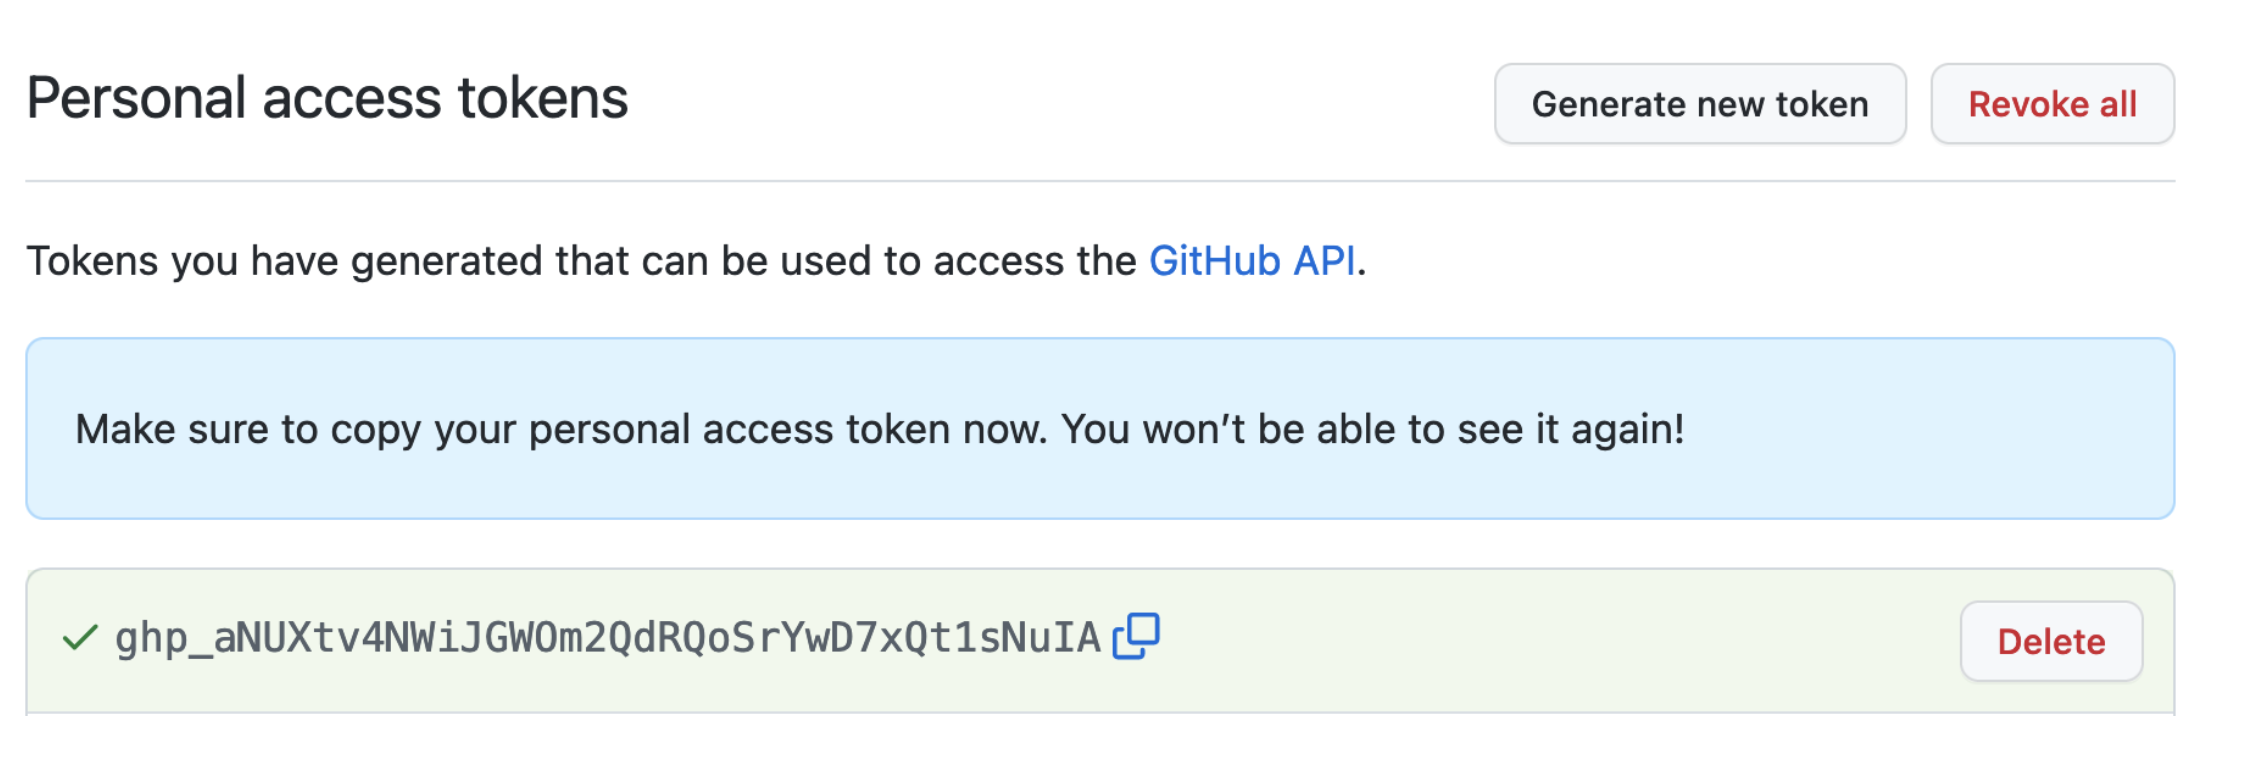 Personal access tokens
Generate new token
Revoke all
Tokens you have generated that can be used to access the GitHub API.
Make sure to copy your personal access token now. You won’t be able to see it again!
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
Delete